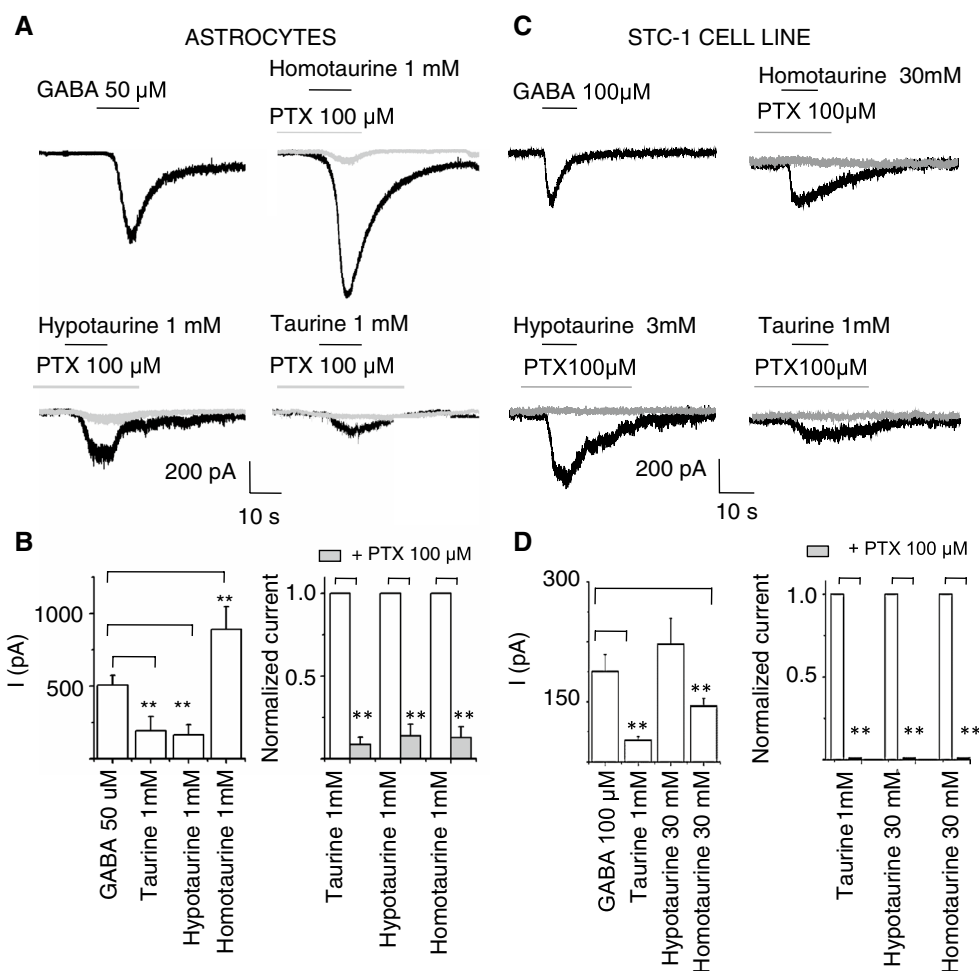 A
ASTROCYTES
GABA 50 µM
Homotaurine 1 mM
PTX 100 µM
Hypotaurine 1 mM
PTX 100 µM
Taurine 1 mM
PTX 100 µM
200 pA
10 s
B
+ PTX 100 µM
I (pA)
1000
500
**
**
**
GABA 50 uM
Taurine 1mM
Hypotaurine 1mM
Homotaurine 1mM
Normalized current
1.0
0.5
**
**
**
Taurine 1mM
Hypotaurine 1mM
Homotaurine 1mM
C
STC-1 CELL LINE
GABA 100µM
Homotaurine 30mM
PTX 100µM
Hypotaurine 3mM
PTX100µM
Taurine 1mM
PTX100µM
200 pA
10 s
D
+ PTX 100 µM
I (pA)
300
150
**
**
GABA 100 µM
Taurine 1mM
Hypotaurine 30 mM
Homotaurine 30 mM
Normalized current
1.0
0.5
**
**
**
Taurine 1mM
Hypotaurine 30 mM
Homotaurine 30 mM